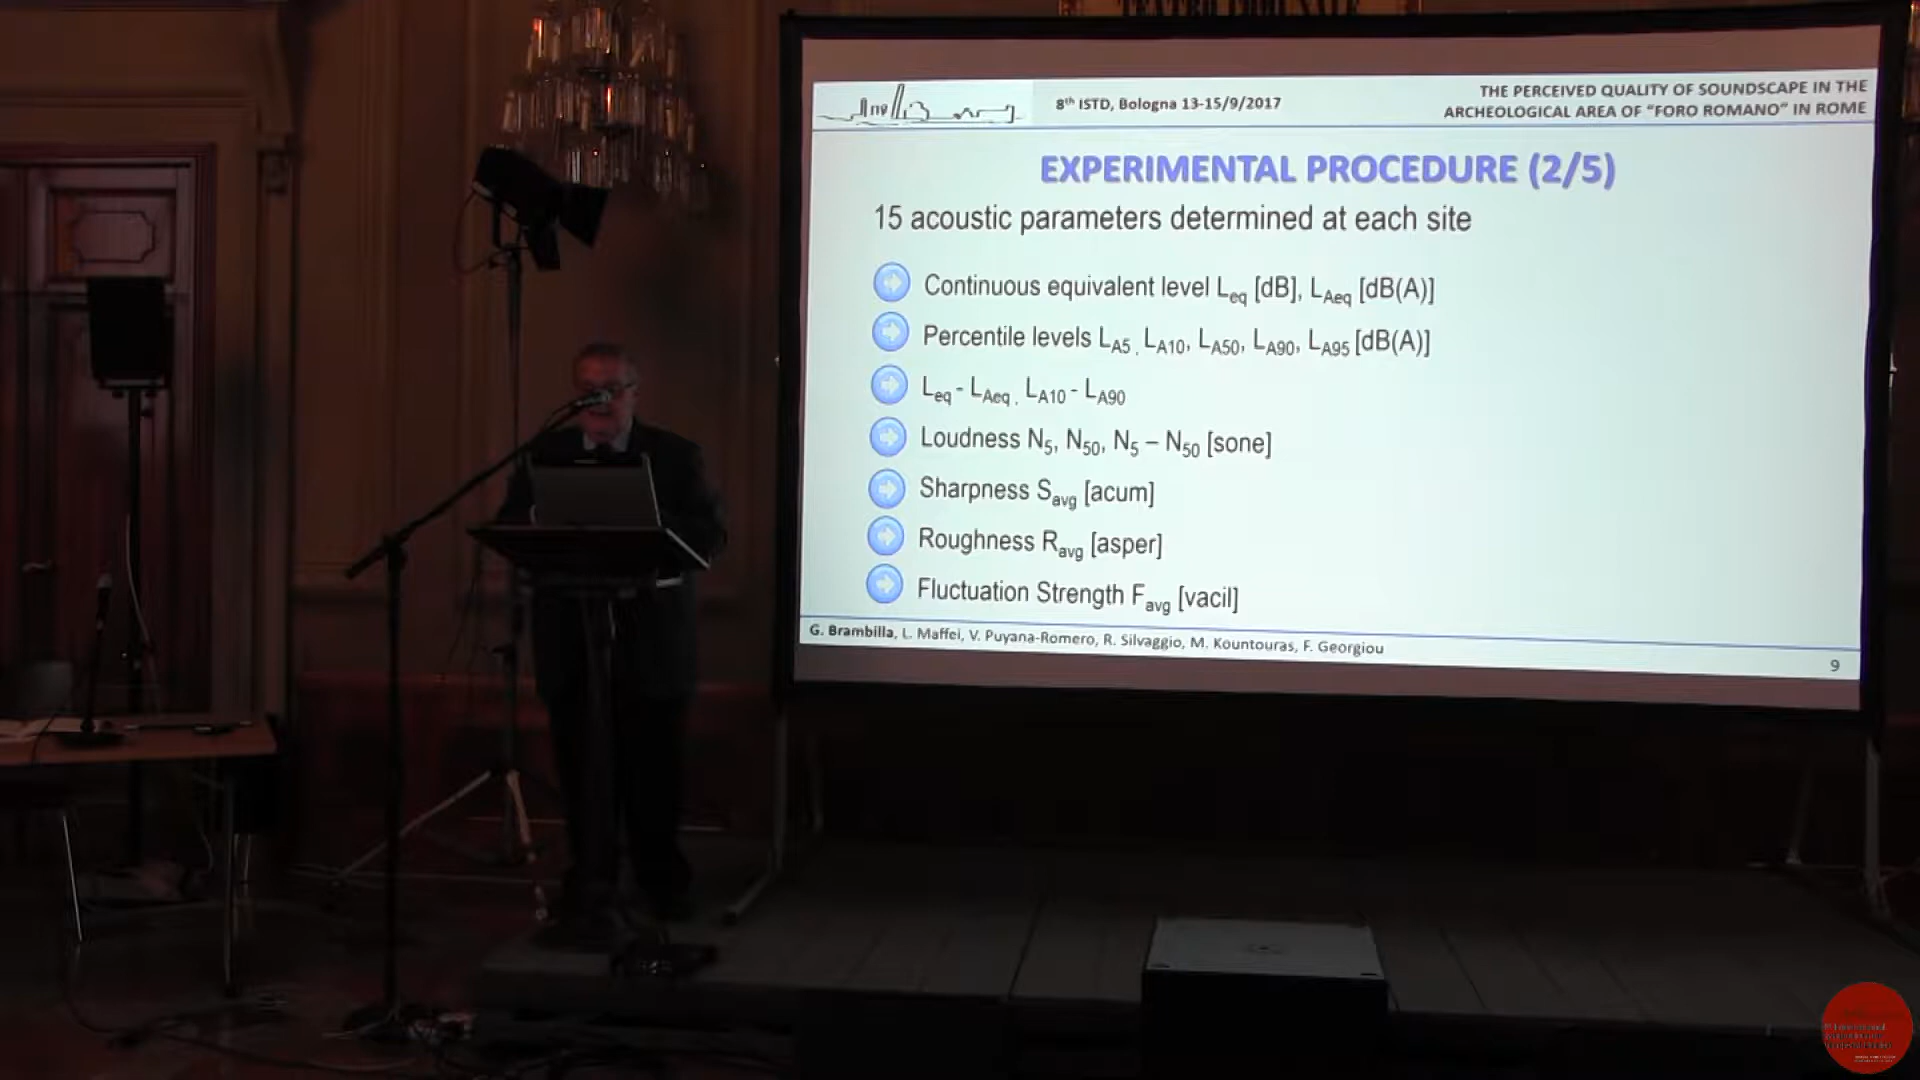 8th ISTD, Bologna 13-15/9/2017
THE PERCEIVED QUALITY OF SOUNDSCAPE IN THE
ARCHEOLOGICAL AREA OF "FORO ROMANO" IN ROME
EXPERIMENTAL PROCEDURE (2/5)
15 acoustic parameters determined at each site
Continuous equivalent level Leq [dB], LAeq [dB(A)]
Percentile levels LA5, LA10, LA50, LA90, LA95 [dB(A)]
Leq - LAeq, LA10 - LA90
Loudness N5, N50, N5 – N50 [sone]
Sharpness Savg [acum]
Roughness Ravg [asper]
Fluctuation Strength Favg [vacil]
G. Brambilla, L. Maffei, V. Puyana-Romero, R. Silvaggio, M. Kountouras, F. Georgiou
9